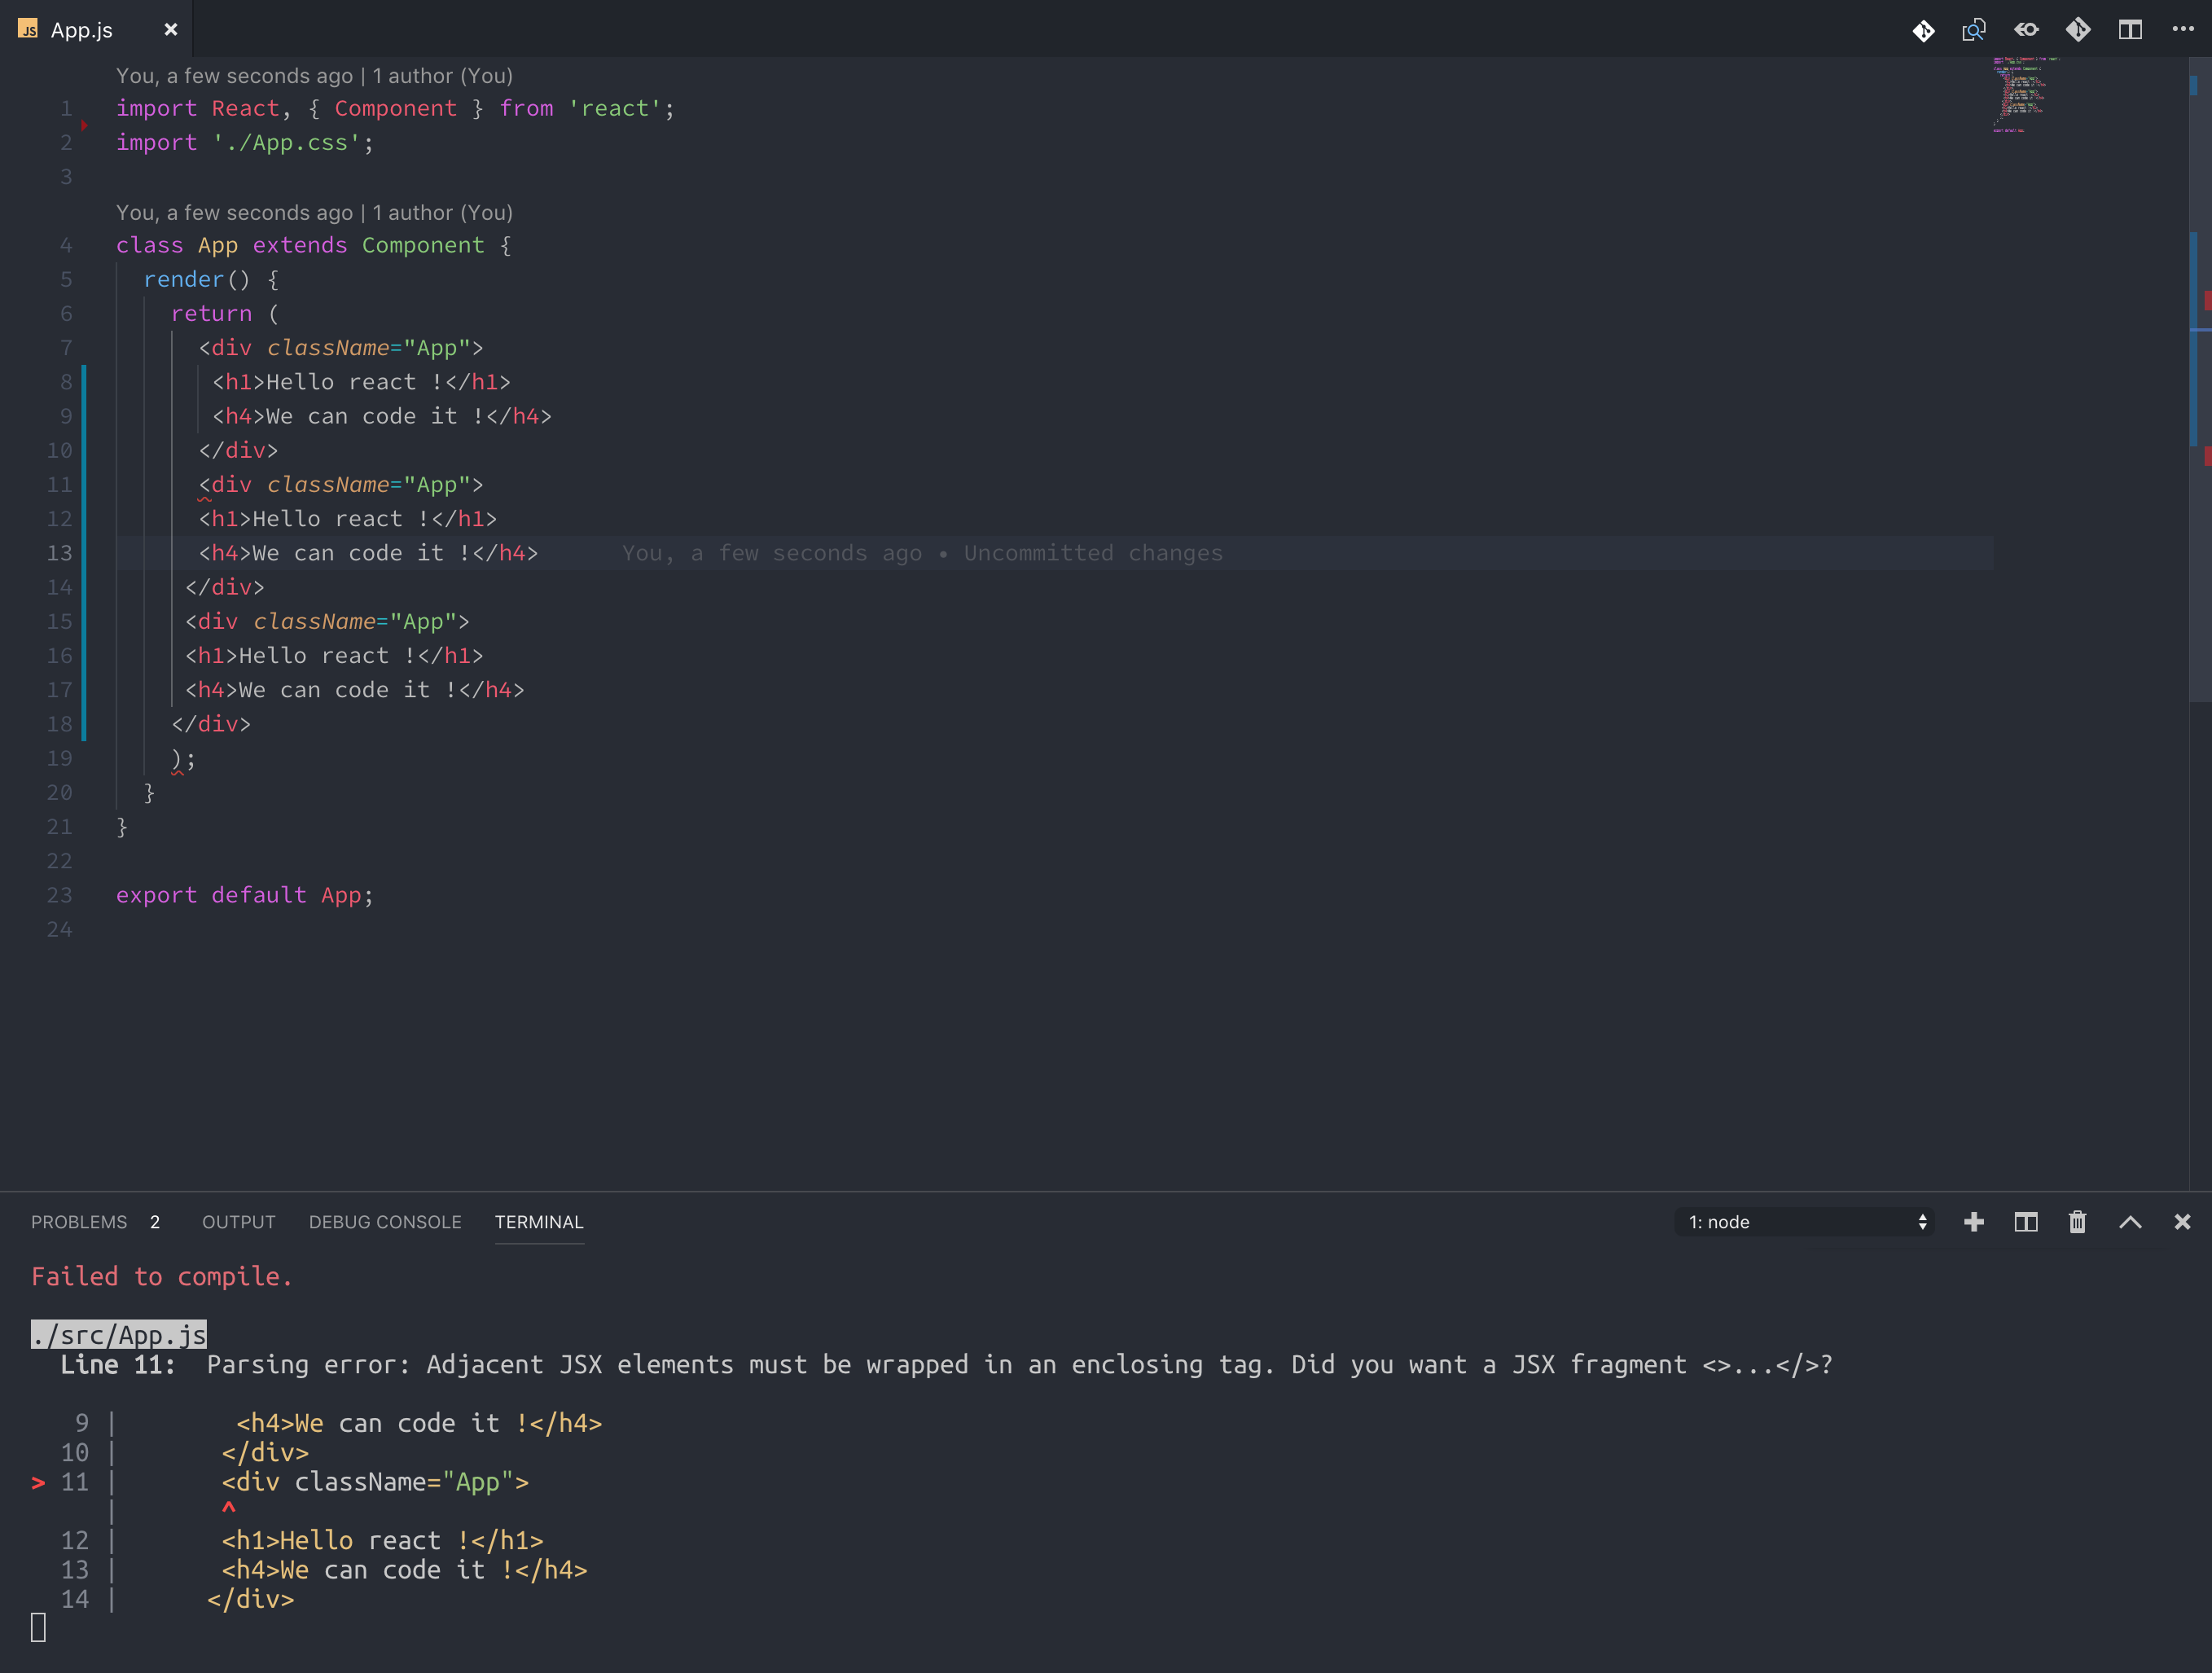 JS App.js
You, a few seconds ago | 1 author (You)
1 import React, { Component } from 'react';
2 import './App.css';
3
You, a few seconds ago | 1 author (You)
4 class App extends Component {
5 render() {
6 return (
7 <div className="App">
8 <h1>Hello react !</h1>
9 <h4>We can code it !</h4>
10 </div>
11 <div className="App">
12 <h1>Hello react !</h1>
13 <h4>We can code it !</h4> You, a few seconds ago • Uncommitted changes
14 </div>
15 <div className="App">
16 <h1>Hello react !</h1>
17 <h4>We can code it !</h4>
18 </div>
19 );
20 }
21 }
22
23 export default App;
24
PROBLEMS 2 OUTPUT DEBUG CONSOLE TERMINAL 1: node
Failed to compile.
./src/App.js
Line 11: Parsing error: Adjacent JSX elements must be wrapped in an enclosing tag. Did you want a JSX fragment <>...</>?
9 | <h4>We can code it !</h4>
10 | </div>
> 11 | <div className="App">
| ^
12 | <h1>Hello react !</h1>
13 | <h4>We can code it !</h4>
14 | </div>